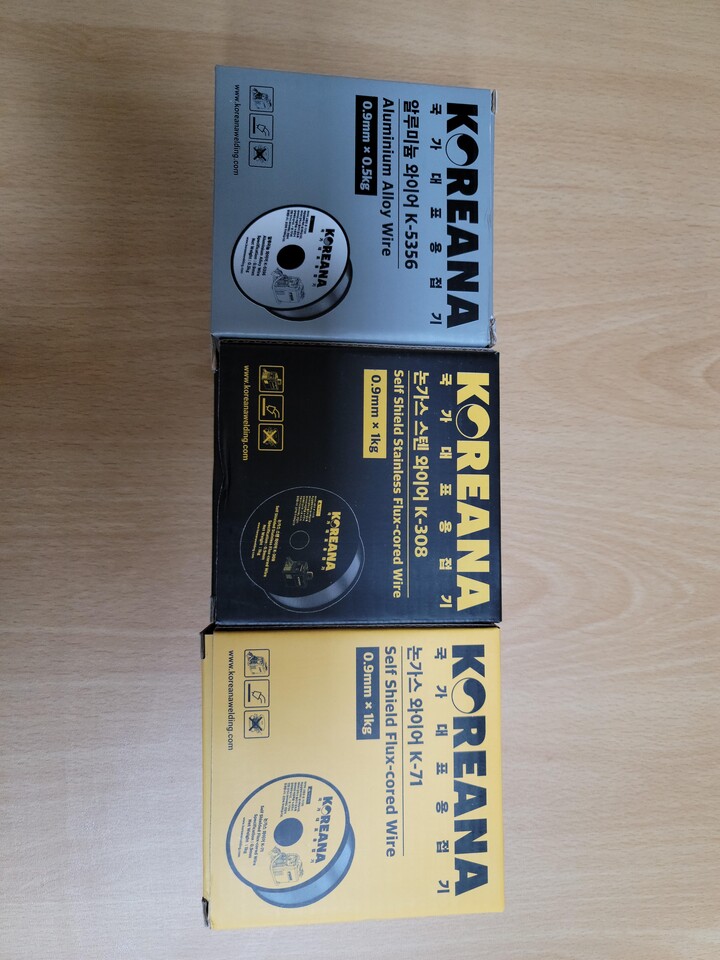 KOREANA
국가대표용접기
알루미늄 와이어 K-5356
Aluminium Alloy Wire
0.9mm × 0.5kg
KOREANA
www.koreanawelding.com
KOREANA
국가대표용접기
논가스 스텐 와이어 K-308
Self Shield Stainless Flux-cored Wire
0.9mm × 1kg
KOREANA
www.koreanawelding.com
KOREANA
국가대표용접기
논가스 와이어 K-71
Self Shield Flux-cored Wire
0.9mm × 1kg
KOREANA
www.koreanawelding.com